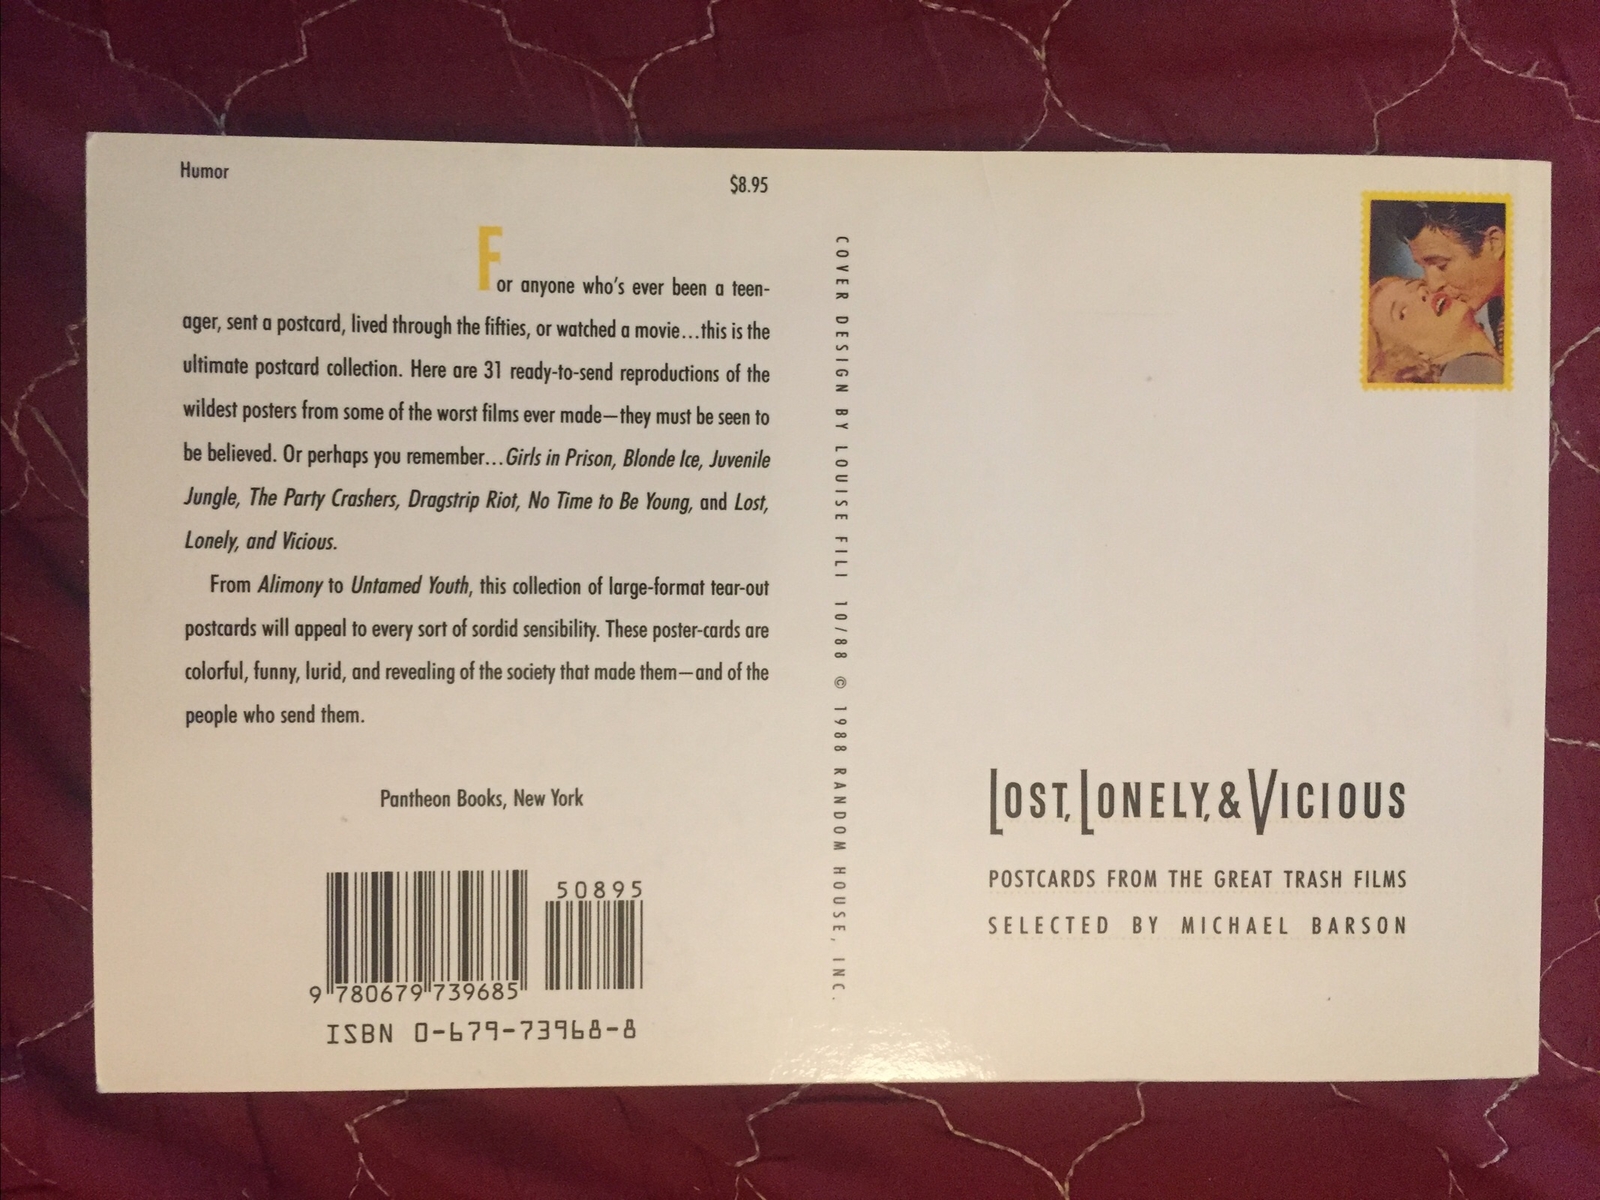 Humor
$8.95
For anyone who's ever been a teen-
ager, sent a postcard, lived through the fifties, or watched a movie...this is the
ultimate postcard collection. Here are 31 ready-to-send reproductions of the
wildest posters from some of the worst films ever made—they must be seen to
be believed. Or perhaps you remember...Girls in Prison, Blonde Ice, Juvenile
Jungle, The Party Crashers, Dragstrip Riot, No Time to Be Young, and Lost,
Lonely, and Vicious.
From Alimony to Untamed Youth, this collection of large-format tear-out
postcards will appeal to every sort of sordid sensibility. These poster-cards are
colorful, funny, lurid, and revealing of the society that made them—and of the
people who send them.
Pantheon Books, New York
50895
9 780679 739685
ISBN 0-679-73968-8
COVER DESIGN BY LOUISE FILI 10/88 © 1988 RANDOM HOUSE, INC.
LOST, LONELY, & VICIOUS
POSTCARDS FROM THE GREAT TRASH FILMS
SELECTED BY MICHAEL BARSON